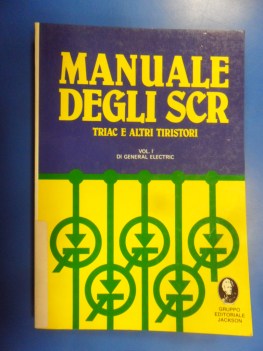 MANUALE
DEGLI SCR
TRIAC E ALTRI TIRISTORI
VOL. I
DI GENERAL ELECTRIC
GRUPPO
EDITORIALE
JACKSON